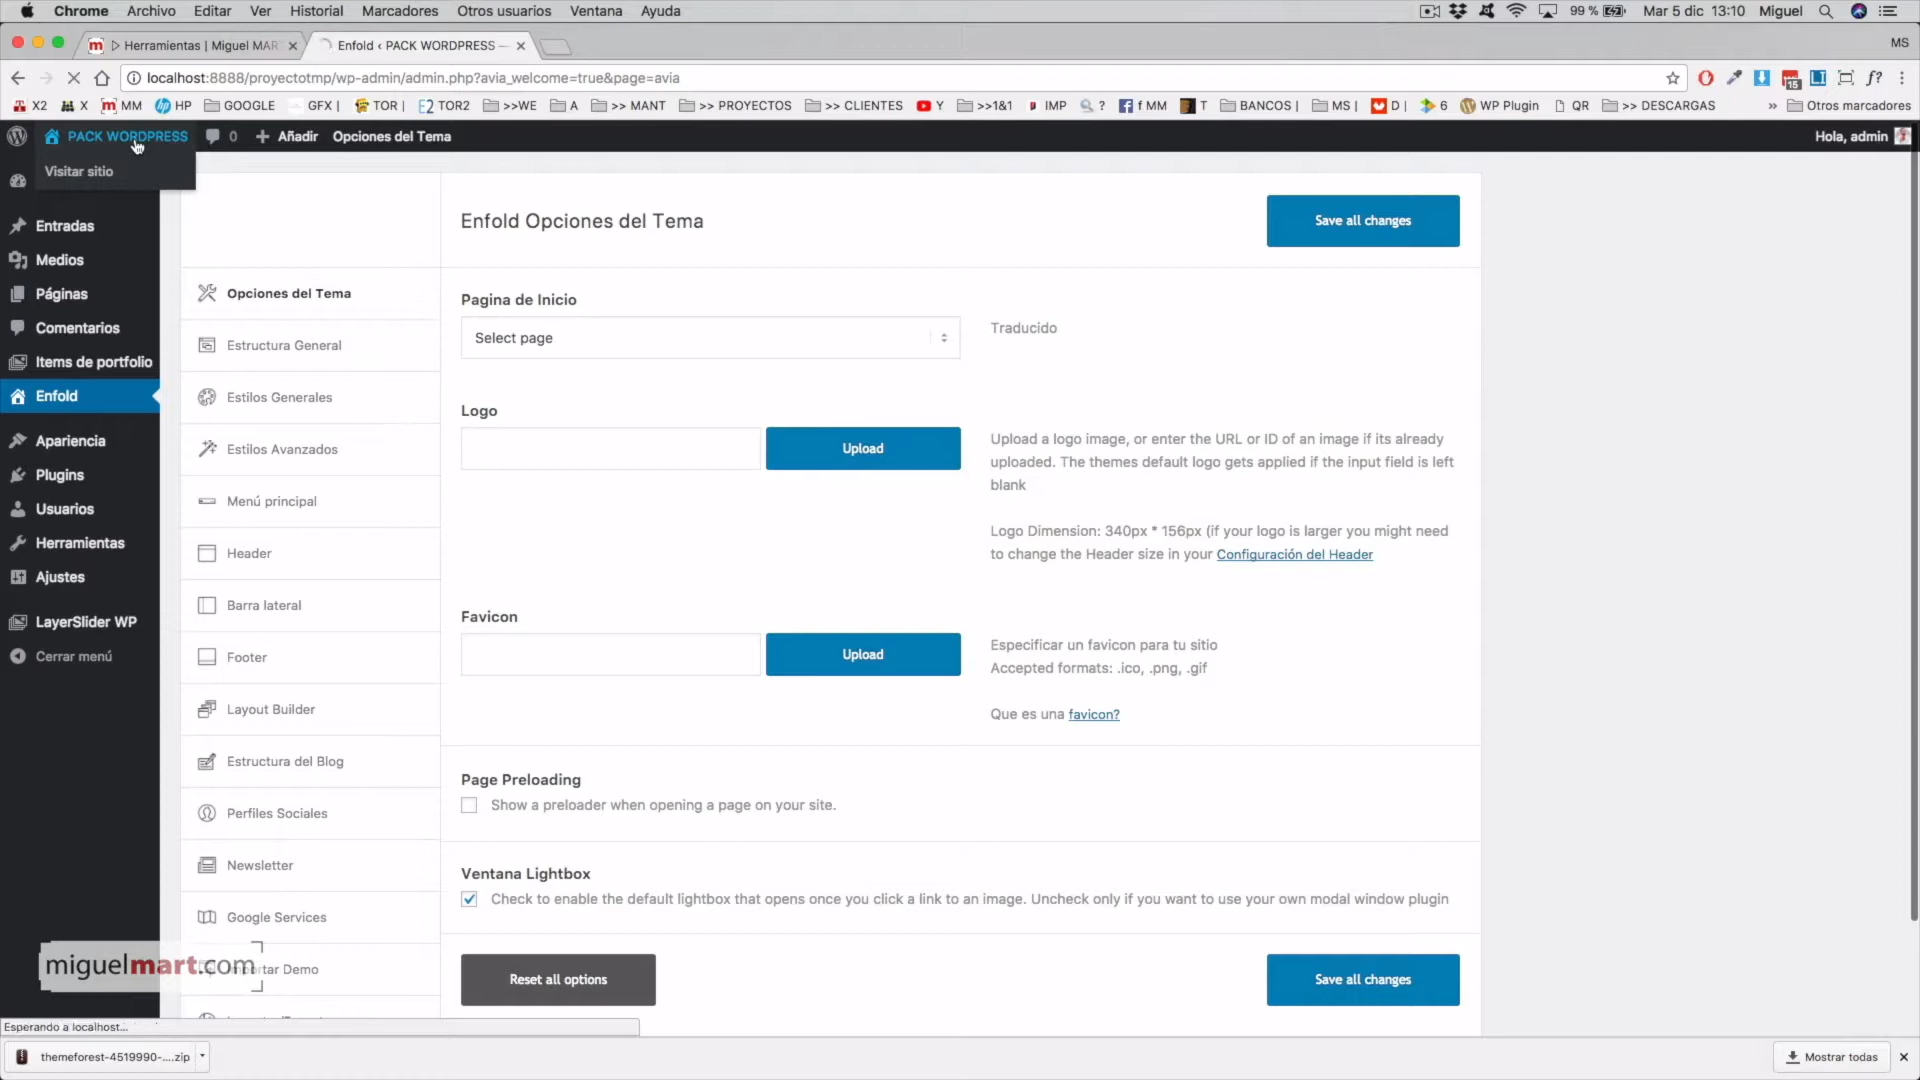 Chrome Archivo Editar Ver Historial Marcadores Otros usuarios Ventana Ayuda 99 % Mar 5 dic 13:10 Miguel
m Herramientas | Miguel MAR Enfold ‹ PACK WORDPRESS — MS
localhost:8888/proyectotmp/wp-admin/admin.php?avia_welcome=true&page=avia 15 LI f?
X2 X MM HP GOOGLE GFX | TOR | TOR2 >>WE A >> MANT >> PROYECTOS >> CLIENTES Y >>1&1 IMP ? f MM T BANCOS | MS | D | 6 WP Plugin QR >> DESCARGAS » Otros marcadores
PACK WORDPRESS 0 Añadir Opciones del Tema Hola, admin
Visitar sitio
Entradas
Medios
Páginas
Comentarios
Items de portfolio
Enfold
Apariencia
Plugins
Usuarios
Herramientas
Ajustes
LayerSlider WP
Cerrar menú
Opciones del Tema
Estructura General
Estilos Generales
Estilos Avanzados
Menú principal
Header
Barra lateral
Footer
Layout Builder
Estructura del Blog
Perfiles Sociales
Newsletter
Google Services
tar Demo
Enfold Opciones del Tema
Save all changes
Pagina de Inicio
Select page
Traducido
Logo
Upload
Upload a logo image, or enter the URL or ID of an image if its already
uploaded. The themes default logo gets applied if the input field is left
blank
Logo Dimension: 340px * 156px (if your logo is larger you might need
to change the Header size in your Configuración del Header
Favicon
Upload
Especificar un favicon para tu sitio
Accepted formats: .ico, .png, .gif
Que es una favicon?
Page Preloading
Show a preloader when opening a page on your site.
Ventana Lightbox
Check to enable the default lightbox that opens once you click a link to an image. Uncheck only if you want to use your own modal window plugin
Reset all options
Save all changes
miguelmart.com
Esperando a localhost...
themeforest-4519990-....zip
Mostrar todas